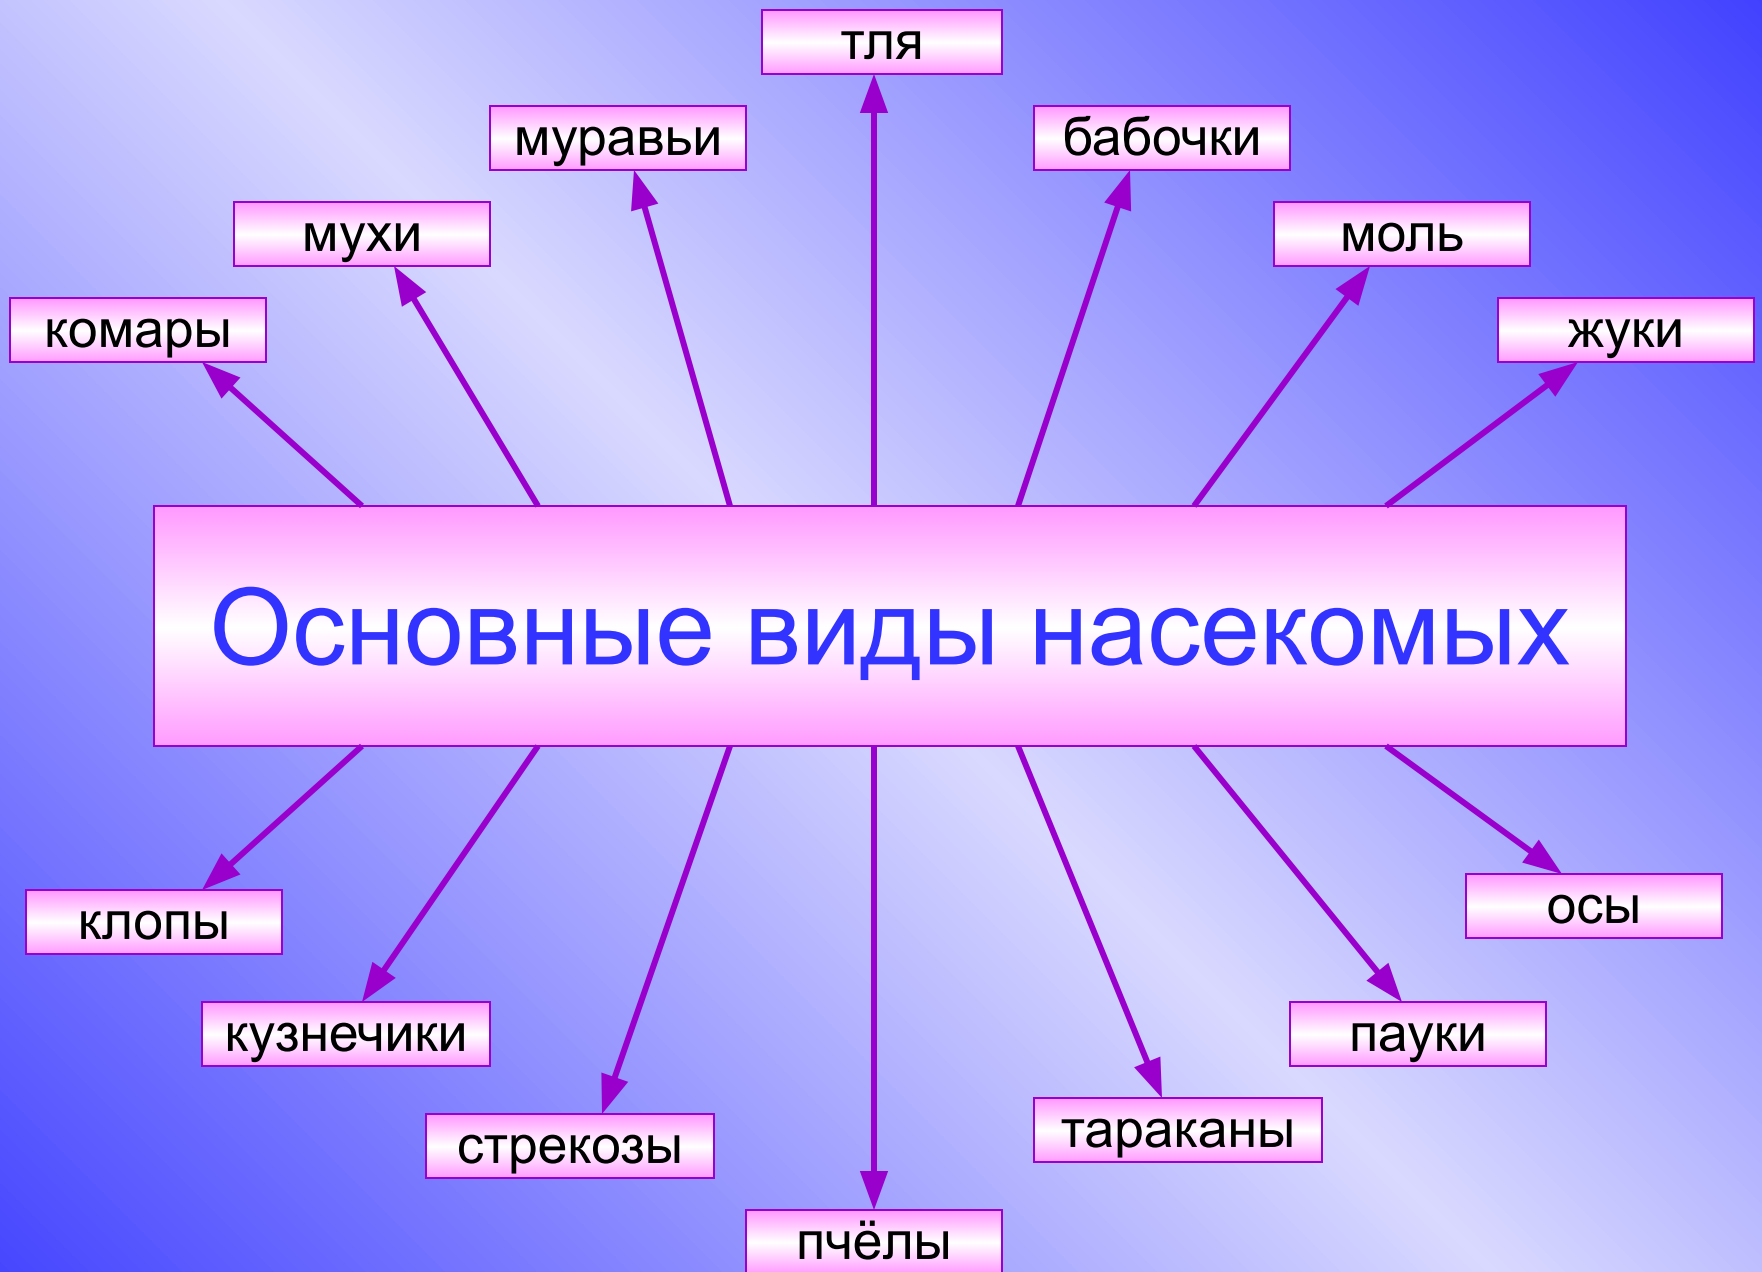 тля
муравьи
бабочки
мухи
моль
комары
жуки
Основные виды насекомых
клопы
осы
кузнечики
пауки
стрекозы
тараканы
пчёлы